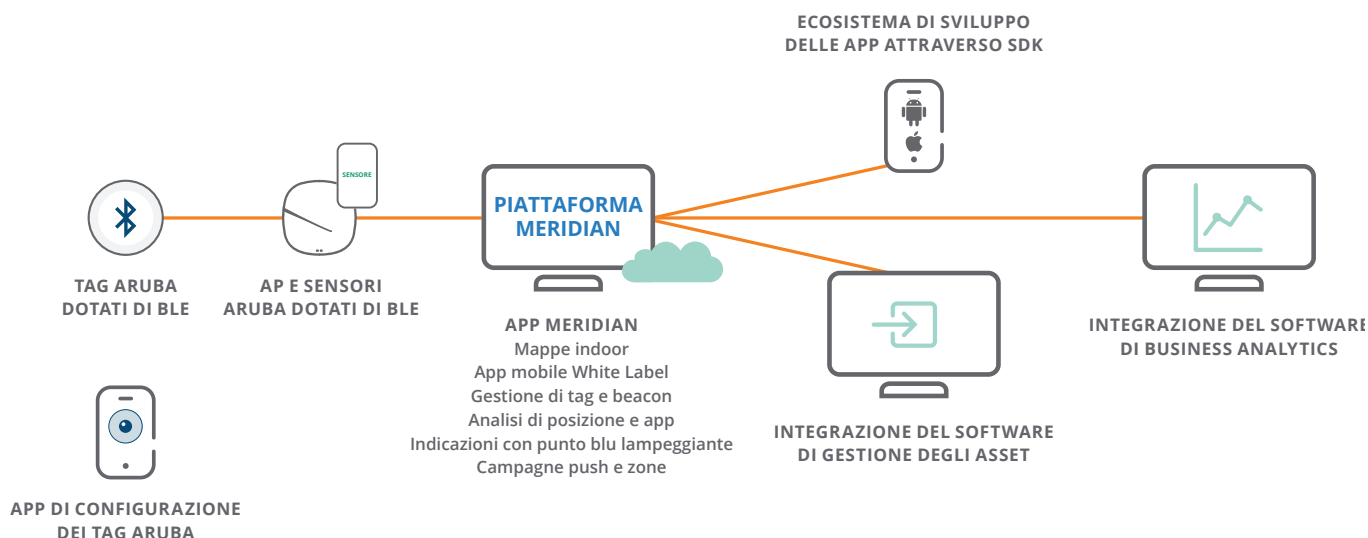 ECOSISTEMA DI SVILUPPO
DELLE APP ATTRAVERSO SDK
SENSORE
PIATTAFORMA
MERIDIAN
TAG ARUBA
DOTATI DI BLE
AP E SENSORI
ARUBA DOTATI DI BLE
APP MERIDIAN
Mappe indoor
App mobile White Label
Gestione di tag e beacon
Analisi di posizione e app
Indicazioni con punto blu lampeggiante
Campagne push e zone
INTEGRAZIONE DEL SOFTWARE
DI BUSINESS ANALYTICS
INTEGRAZIONE DEL SOFTWARE
DI GESTIONE DEGLI ASSET
APP DI CONFIGURAZIONE
DEI TAG ARUBA